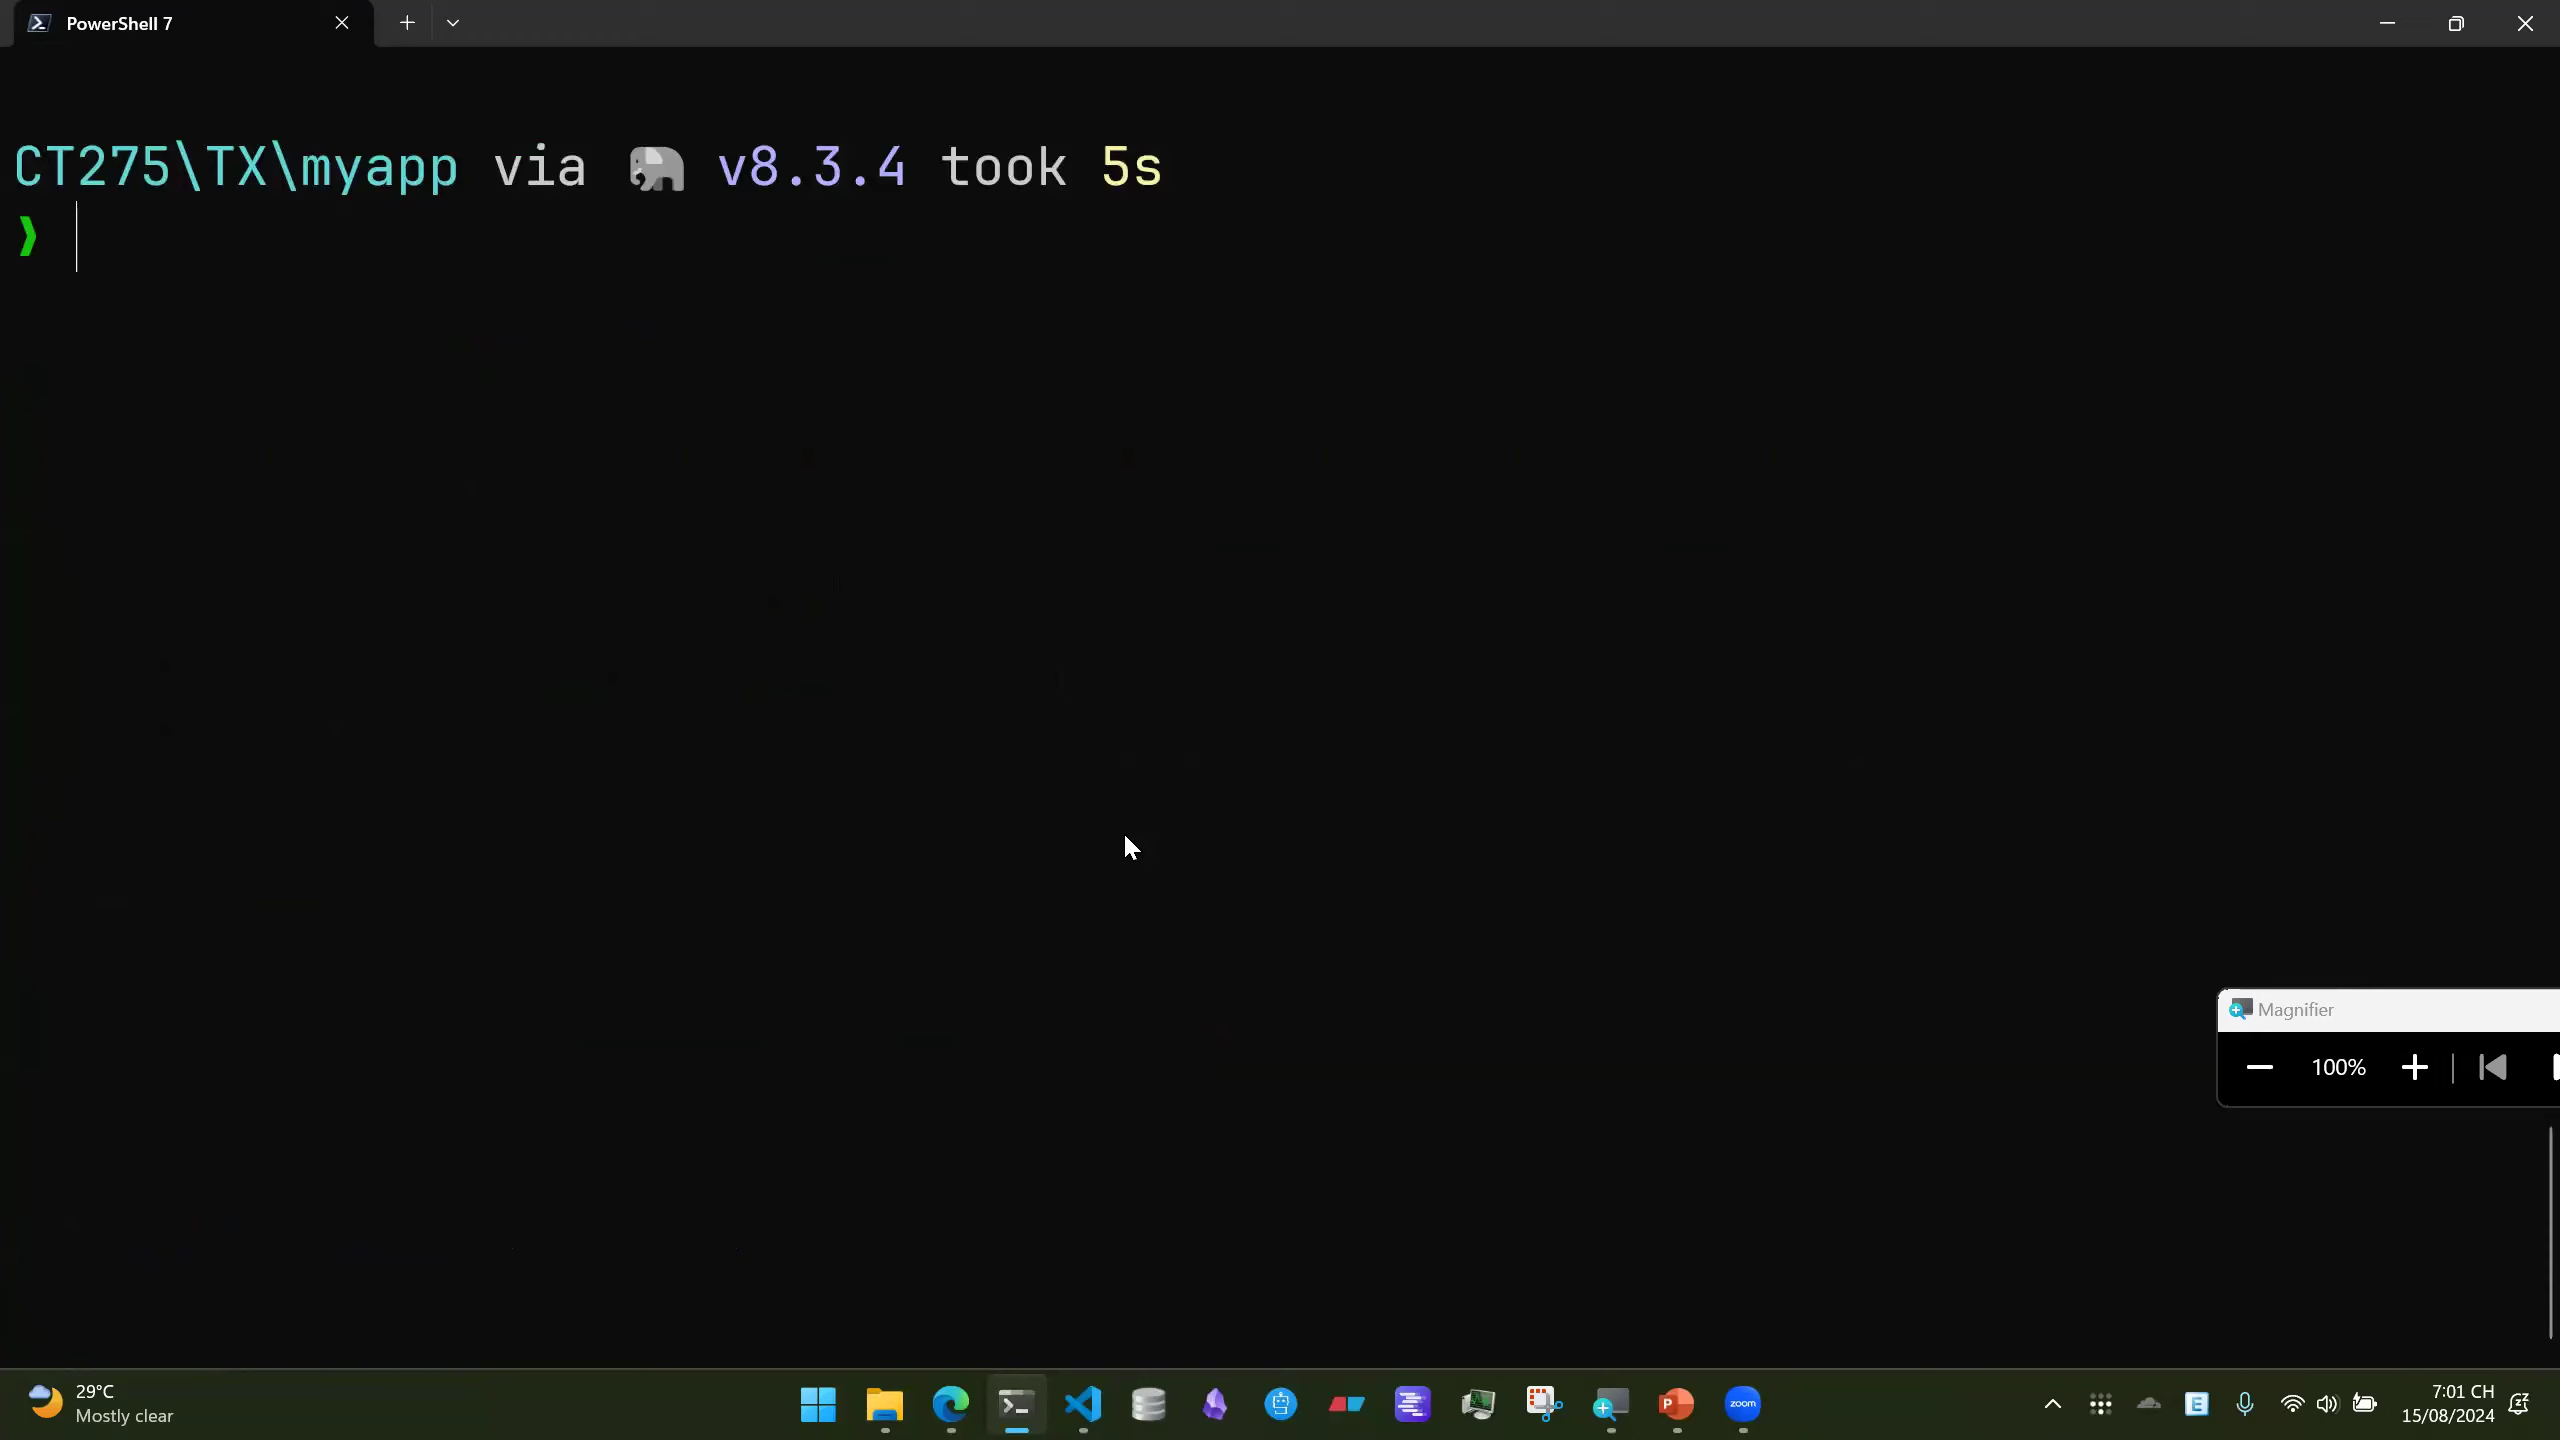 PowerShell 7
CT275\TX\myapp via 🐘 v8.3.4 took 5s
❯
Magnifier
100%
29°C
Mostly clear
zoom
7:01 CH
15/08/2024